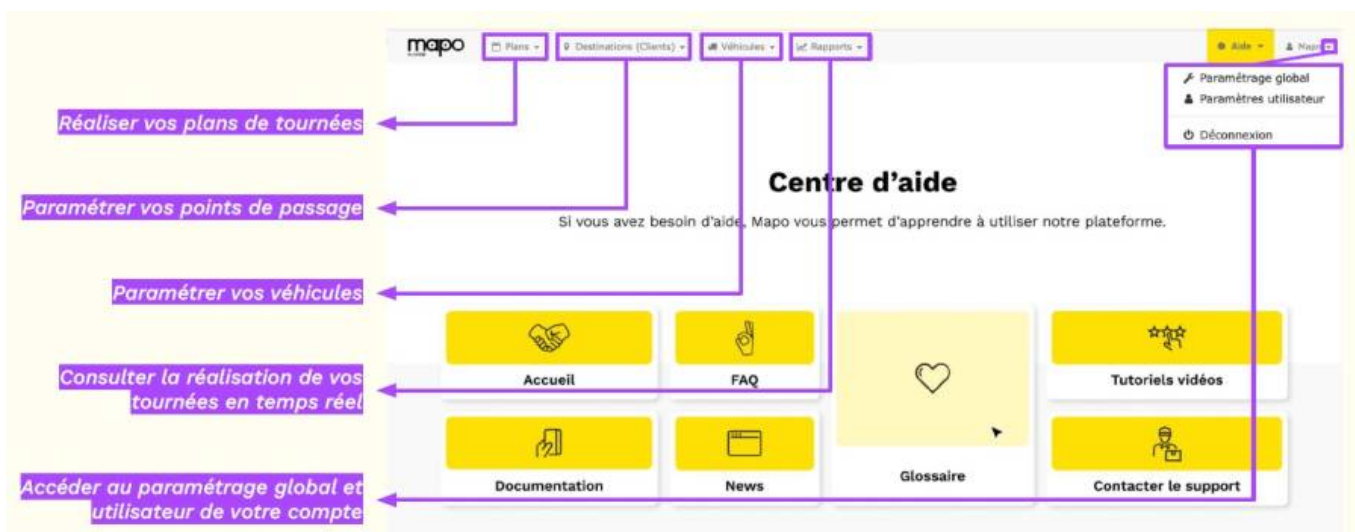 mapo
Plans
Destinations (Clients)
Véhicules
Rapports
Aide
Mapo
Paramétrage global
Paramètres utilisateur
Déconnexion
Réaliser vos plans de tournées
Centre d'aide
Paramétrer vos points de passage
Si vous avez besoin d'aide, Mapo vous permet d'apprendre à utiliser notre plateforme.
Paramétrer vos véhicules
Consulter la réalisation de vos
tournées en temps réel
Accueil
FAQ
Glossaire
Tutoriels vidéos
Accéder au paramétrage global et
utilisateur de votre compte
Documentation
News
Contacter le support